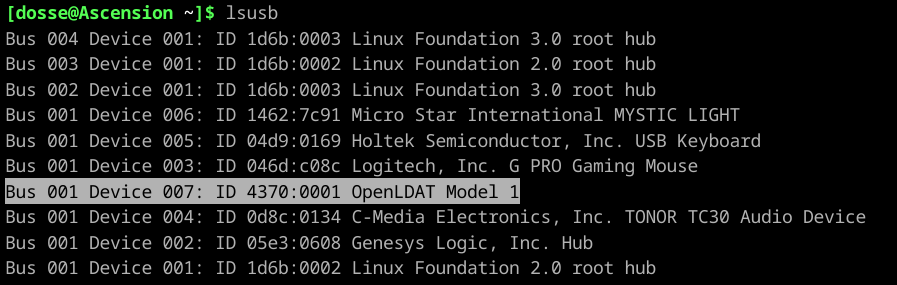 [dosse@Ascension ~]$ lsusb
Bus 004 Device 001: ID 1d6b:0003 Linux Foundation 3.0 root hub
Bus 003 Device 001: ID 1d6b:0002 Linux Foundation 2.0 root hub
Bus 002 Device 001: ID 1d6b:0003 Linux Foundation 3.0 root hub
Bus 001 Device 006: ID 1462:7c91 Micro Star International MYSTIC LIGHT
Bus 001 Device 005: ID 04d9:0169 Holtek Semiconductor, Inc. USB Keyboard
Bus 001 Device 003: ID 046d:c08c Logitech, Inc. G PRO Gaming Mouse
Bus 001 Device 007: ID 4370:0001 OpenLDAT Model 1
Bus 001 Device 004: ID 0d8c:0134 C-Media Electronics, Inc. TONOR TC30 Audio Device
Bus 001 Device 002: ID 05e3:0608 Genesys Logic, Inc. Hub
Bus 001 Device 001: ID 1d6b:0002 Linux Foundation 2.0 root hub